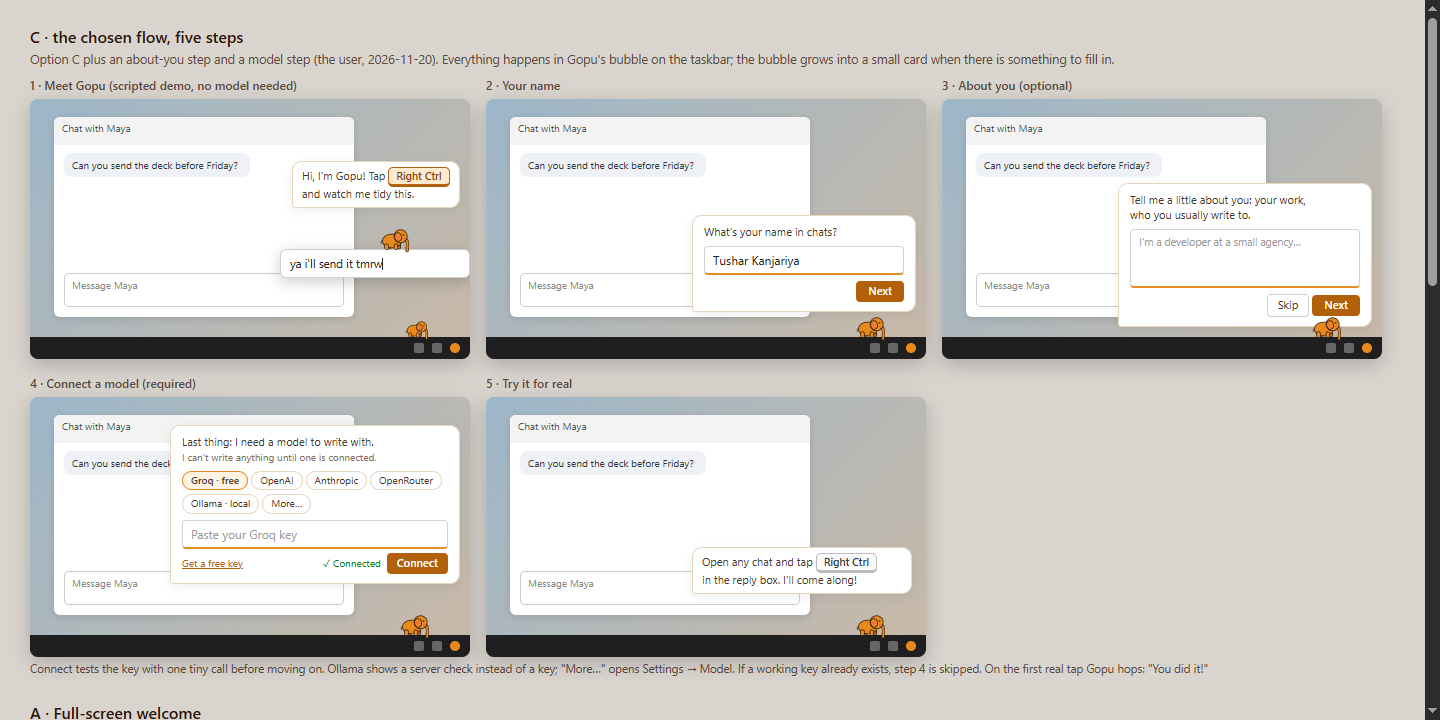 C · the chosen flow, five steps
Option C plus an about-you step and a model step (the user, 2026-11-20). Everything happens in Gopu's bubble on the taskbar; the bubble grows into a small card when there is something to fill in.
1 · Meet Gopu (scripted demo, no model needed)
Chat with Maya
Can you send the deck before Friday?
Hi, I'm Gopu! Tap Right Ctrl
and watch me tidy this.
ya i'll send it tmrw
Message Maya
2 · Your name
Chat with Maya
Can you send the deck before Friday?
What's your name in chats?
Tushar Kanjariya
Next
Message Maya
3 · About you (optional)
Chat with Maya
Can you send the deck before Friday?
Tell me a little about you: your work,
who you usually write to.
I'm a developer at a small agency...
Skip
Next
Message Maya
4 · Connect a model (required)
Chat with Maya
Can you send the deck
Last thing: I need a model to write with.
I can't write anything until one is connected.
Groq · free
OpenAI
Anthropic
OpenRouter
Ollama · local
More...
Paste your Groq key
Get a free key
✓ Connected
Connect
Message Maya
5 · Try it for real
Chat with Maya
Can you send the deck before Friday?
Open any chat and tap Right Ctrl
in the reply box. I'll come along!
Message Maya
Connect tests the key with one tiny call before moving on. Ollama shows a server check instead of a key; "More..." opens Settings → Model. If a working key already exists, step 4 is skipped. On the first real tap Gopu hops: "You did it!"
A · Full-screen welcome